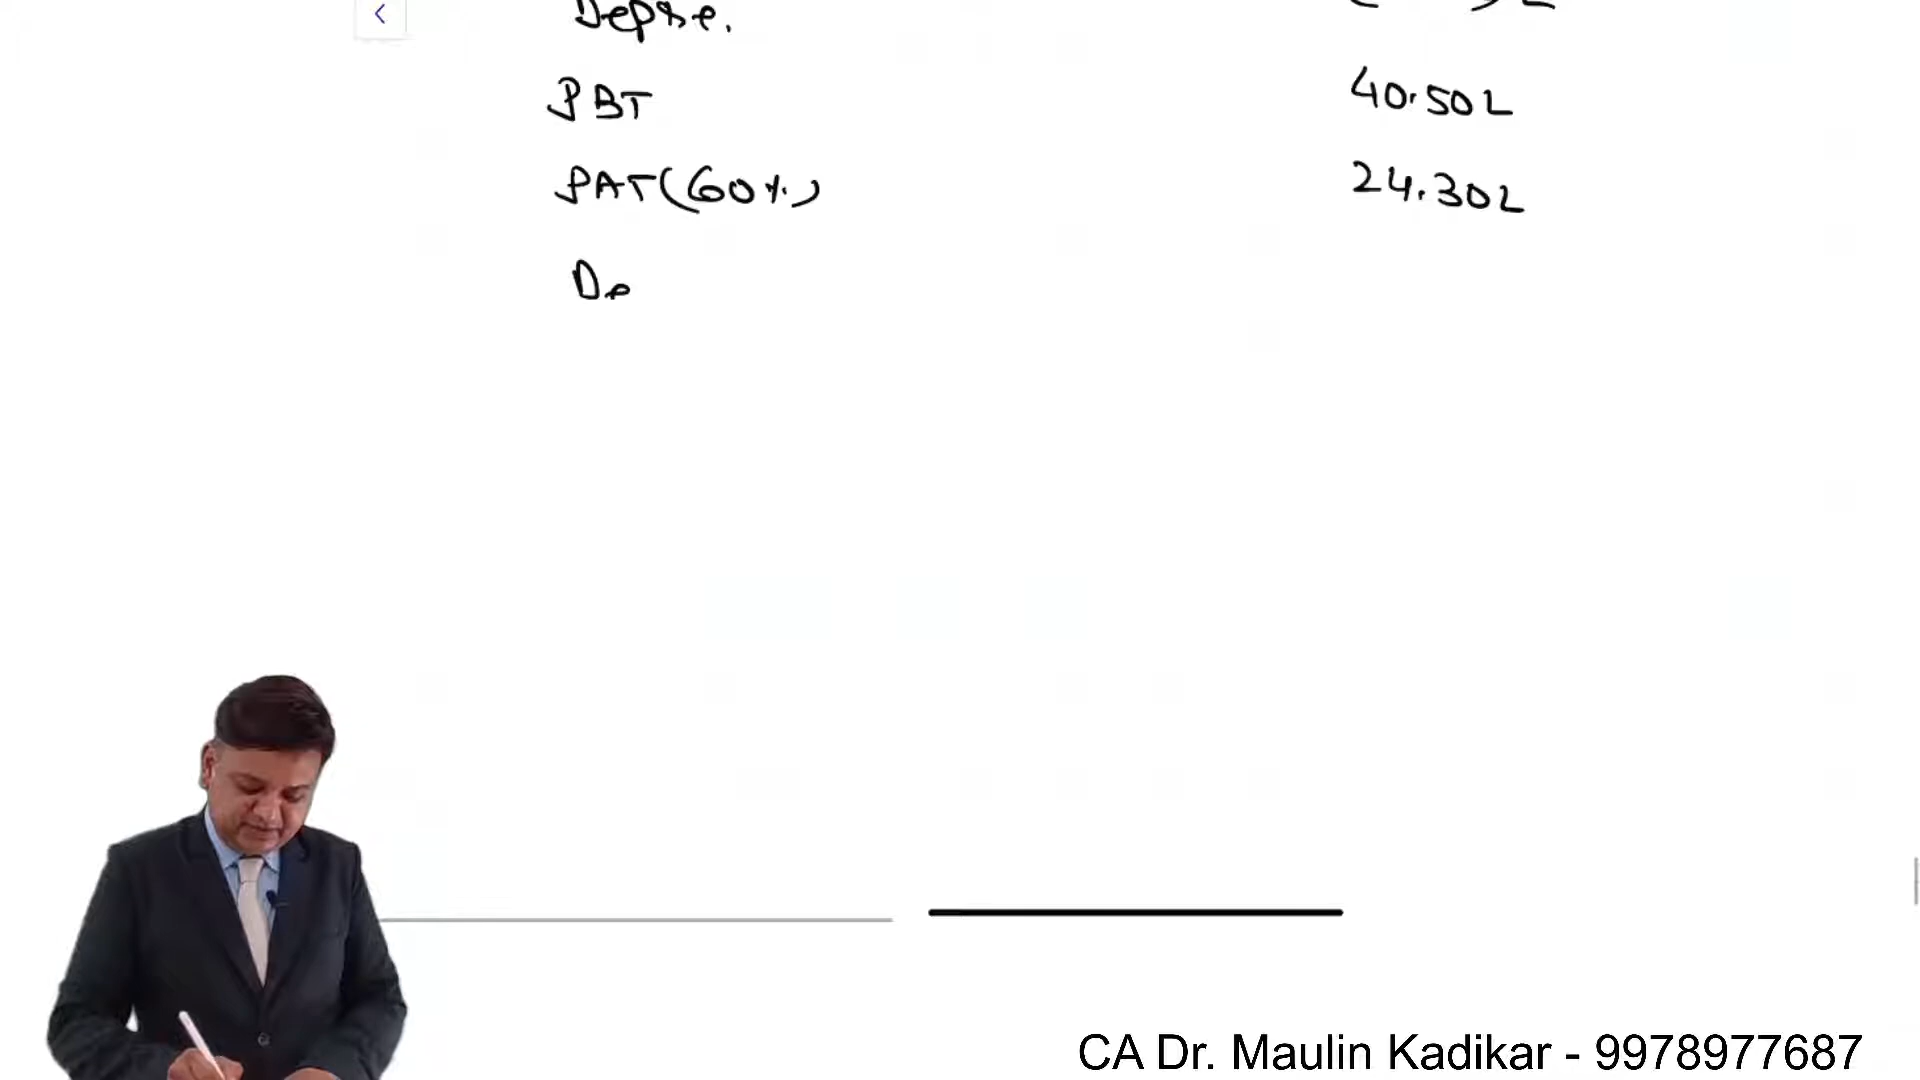 Depre.
PBT 40.50L
PAT(60%) 24.30L
De
CA Dr. Maulin Kadikar - 9978977687